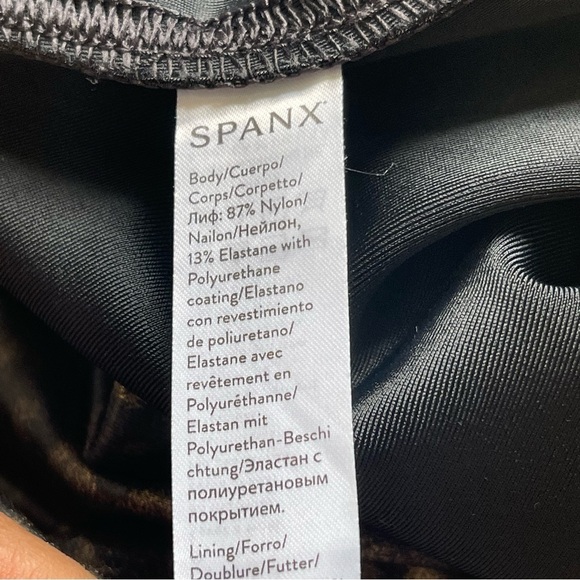 SPANX
Body/Cuerpo/
Corps/Corpetto/
Лиф: 87% Nylon/
Nailon/Нейлон,
13% Elastane with
Polyurethane
coating/Elastano
con revestimiento
de poliuretano/
Elastane avec
revêtement en
Polyuréthanne/
Elastan mit
Polyurethan-Beschi
chtung/Эластан с
полиуретановым
покрытием.
Lining/Forro/
Doublure/Futter/